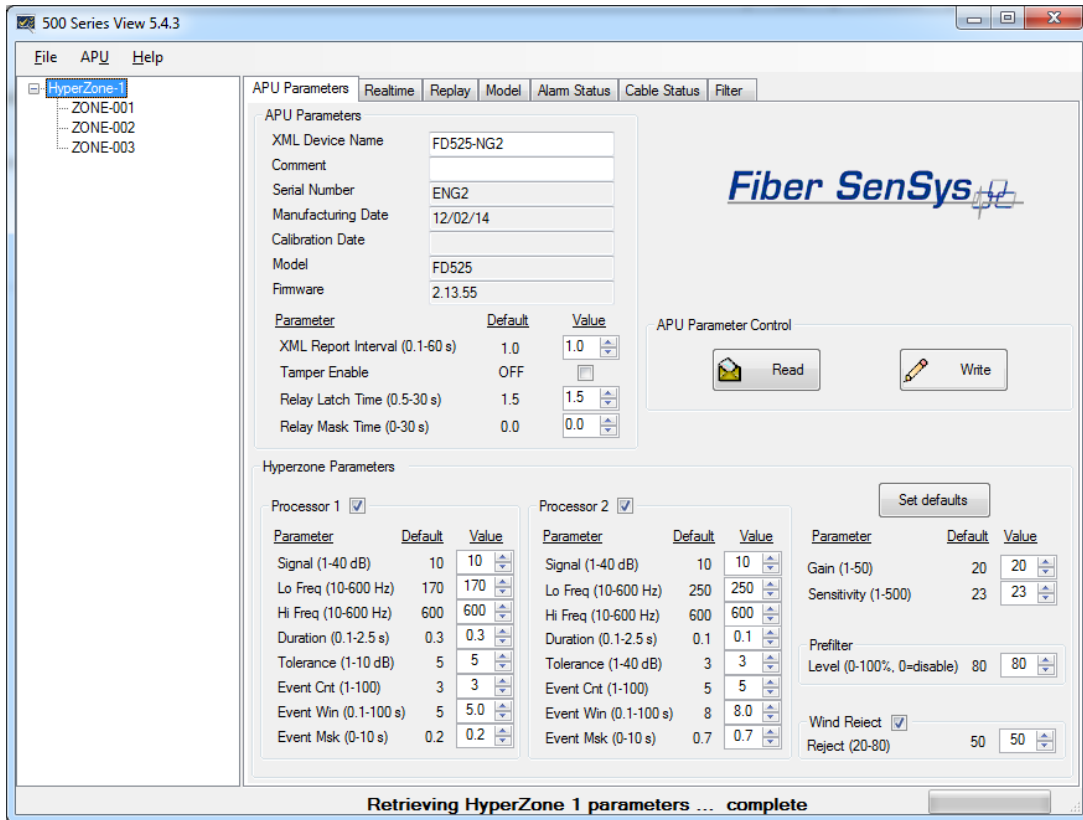 500 Series View 5.4.3
File APU Help
HyperZone-1
ZONE-001
ZONE-002
ZONE-003
APU Parameters Realtime Replay Model Alarm Status Cable Status Filter
APU Parameters
XML Device Name FD525-NG2
Comment
Serial Number ENG2
Manufacturing Date 12/02/14
Calibration Date
Model FD525
Firmware 2.13.55
Parameter Default Value
XML Report Interval (0.1-60 s) 1.0 1.0
Tamper Enable OFF
Relay Latch Time (0.5-30 s) 1.5 1.5
Relay Mask Time (0-30 s) 0.0 0.0
Fiber SenSys
APU Parameter Control
Read Write
Hyperzone Parameters
Processor 1
Parameter Default Value
Signal (1-40 dB) 10 10
Lo Freq (10-600 Hz) 170 170
Hi Freq (10-600 Hz) 600 600
Duration (0.1-2.5 s) 0.3 0.3
Tolerance (1-10 dB) 5 5
Event Cnt (1-100) 3 3
Event Win (0.1-100 s) 5 5.0
Event Msk (0-10 s) 0.2 0.2
Processor 2
Parameter Default Value
Signal (1-40 dB) 10 10
Lo Freq (10-600 Hz) 250 250
Hi Freq (10-600 Hz) 600 600
Duration (0.1-2.5 s) 0.1 0.1
Tolerance (1-40 dB) 3 3
Event Cnt (1-100) 5 5
Event Win (0.1-100 s) 8 8.0
Event Msk (0-10 s) 0.7 0.7
Set defaults
Parameter Default Value
Gain (1-50) 20 20
Sensitivity (1-500) 23 23
Prefilter
Level (0-100%, 0=disable) 80 80
Wind Reject
Reject (20-80) 50 50
Retrieving HyperZone 1 parameters ... complete